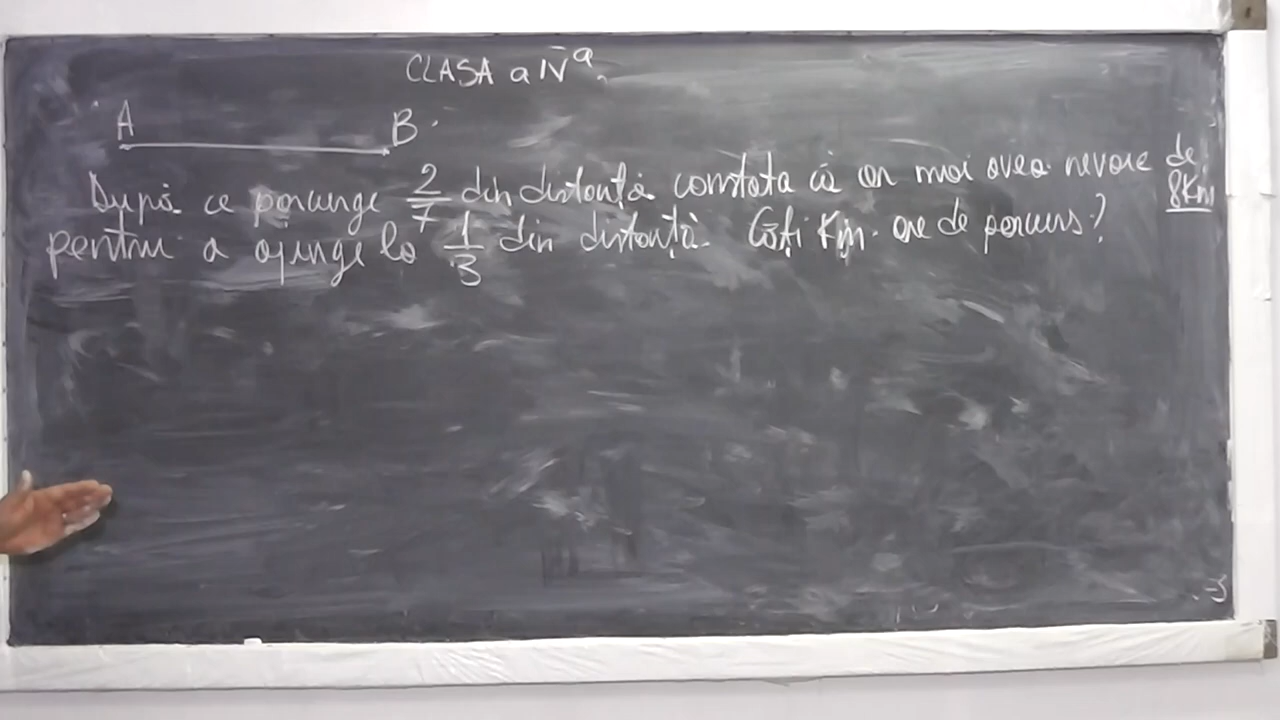 CLASA a IV a
A B
După ce parcurge 2/7 din distanță constată că ar mai avea nevoie de 8Km
pentru a ajunge la 1/3 din distanță. Câți Km are de parcurs?